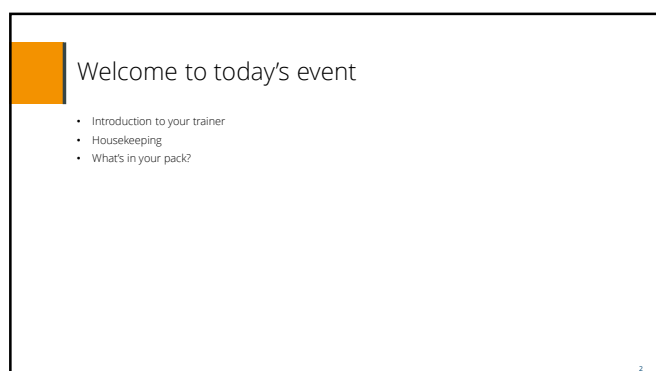 Welcome to today’s event
• Introduction to your trainer
• Housekeeping
• What’s in your pack?
2